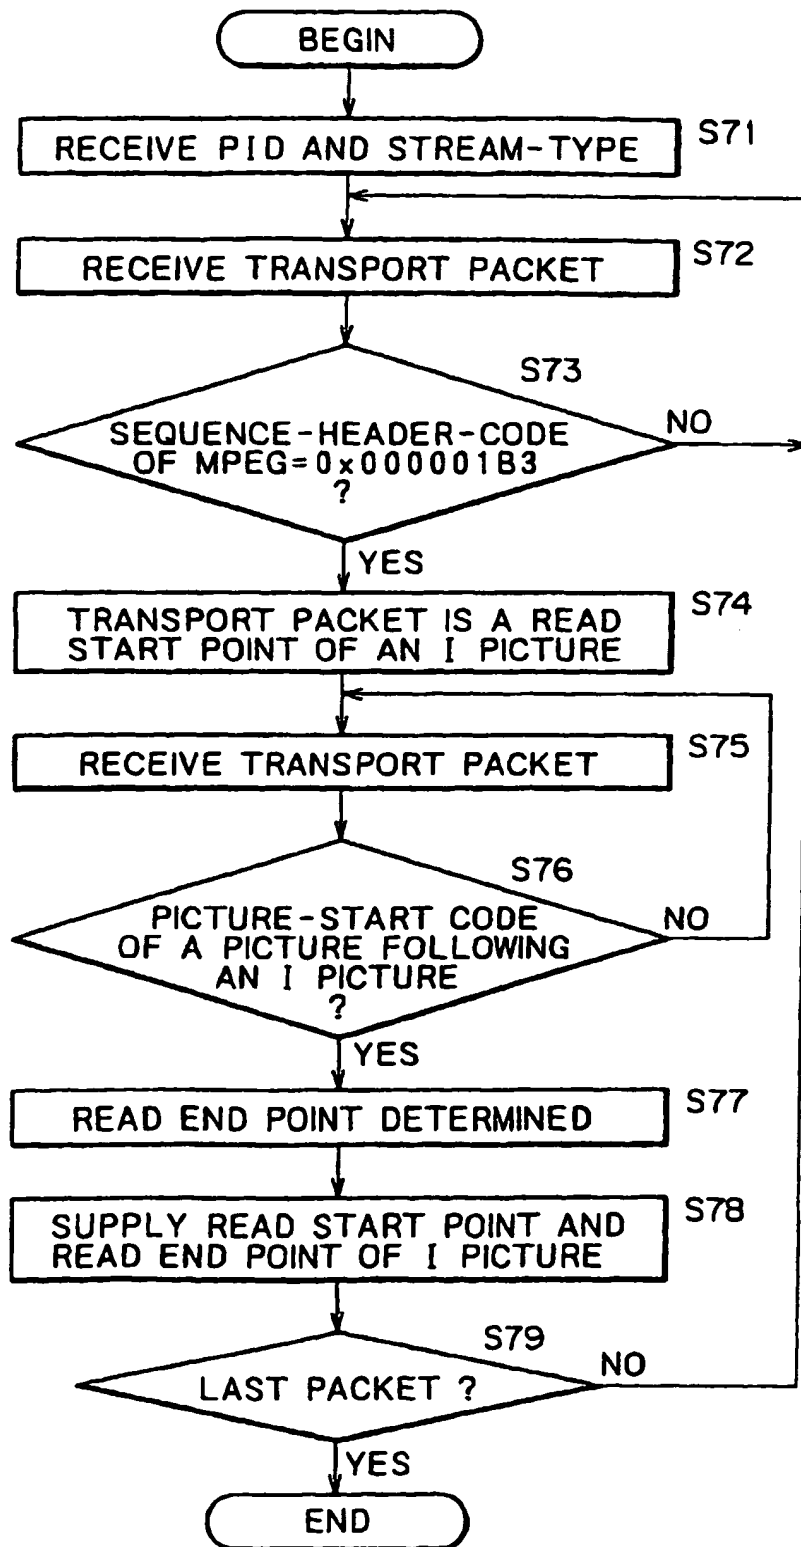 BEGIN
RECEIVE PID AND STREAM-TYPE
S71
RECEIVE TRANSPORT PACKET
S72
S73
SEQUENCE-HEADER-CODE
OF MPEG=0x000001B3
?
NO
YES
TRANSPORT PACKET IS A READ
START POINT OF AN I PICTURE
S74
RECEIVE TRANSPORT PACKET
S75
S76
PICTURE-START CODE
OF A PICTURE FOLLOWING
AN I PICTURE
?
NO
YES
READ END POINT DETERMINED
S77
SUPPLY READ START POINT AND
READ END POINT OF I PICTURE
S78
S79
LAST PACKET ?
NO
YES
END